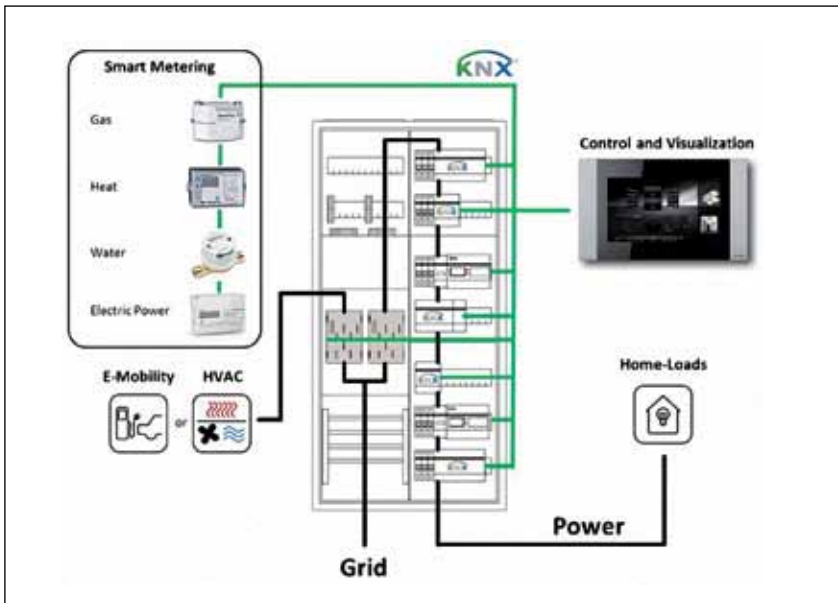 Smart Metering
KNX
Gas
Control and Visualization
Heat
Water
Electric Power
E-Mobility
or
HVAC
Home-Loads
Power
Grid